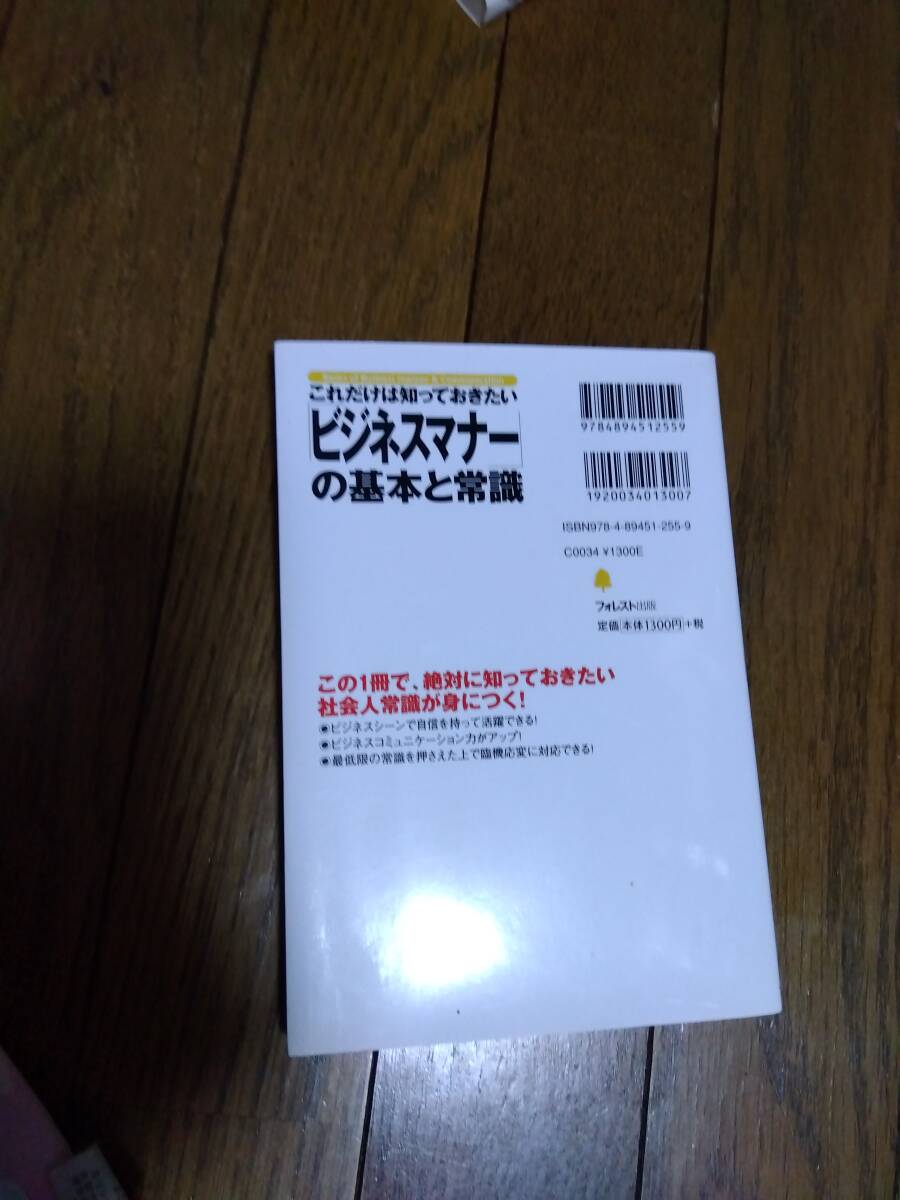 Basics of Business Manner & Communication
これだけは知っておきたい
「ビジネスマナー」
の基本と常識
9784894512559
1920034013007
ISBN978-4-89451-255-9
C0034 ¥1300E
フォレスト出版
定価[本体1300円]+税
この1冊で、絶対に知っておきたい
社会人常識が身につく!
◉ビジネスシーンで自信を持って活躍できる!
◉ビジネスコミュニケーション力がアップ!
◉最低限の常識を押さえた上で臨機応変に対応できる!